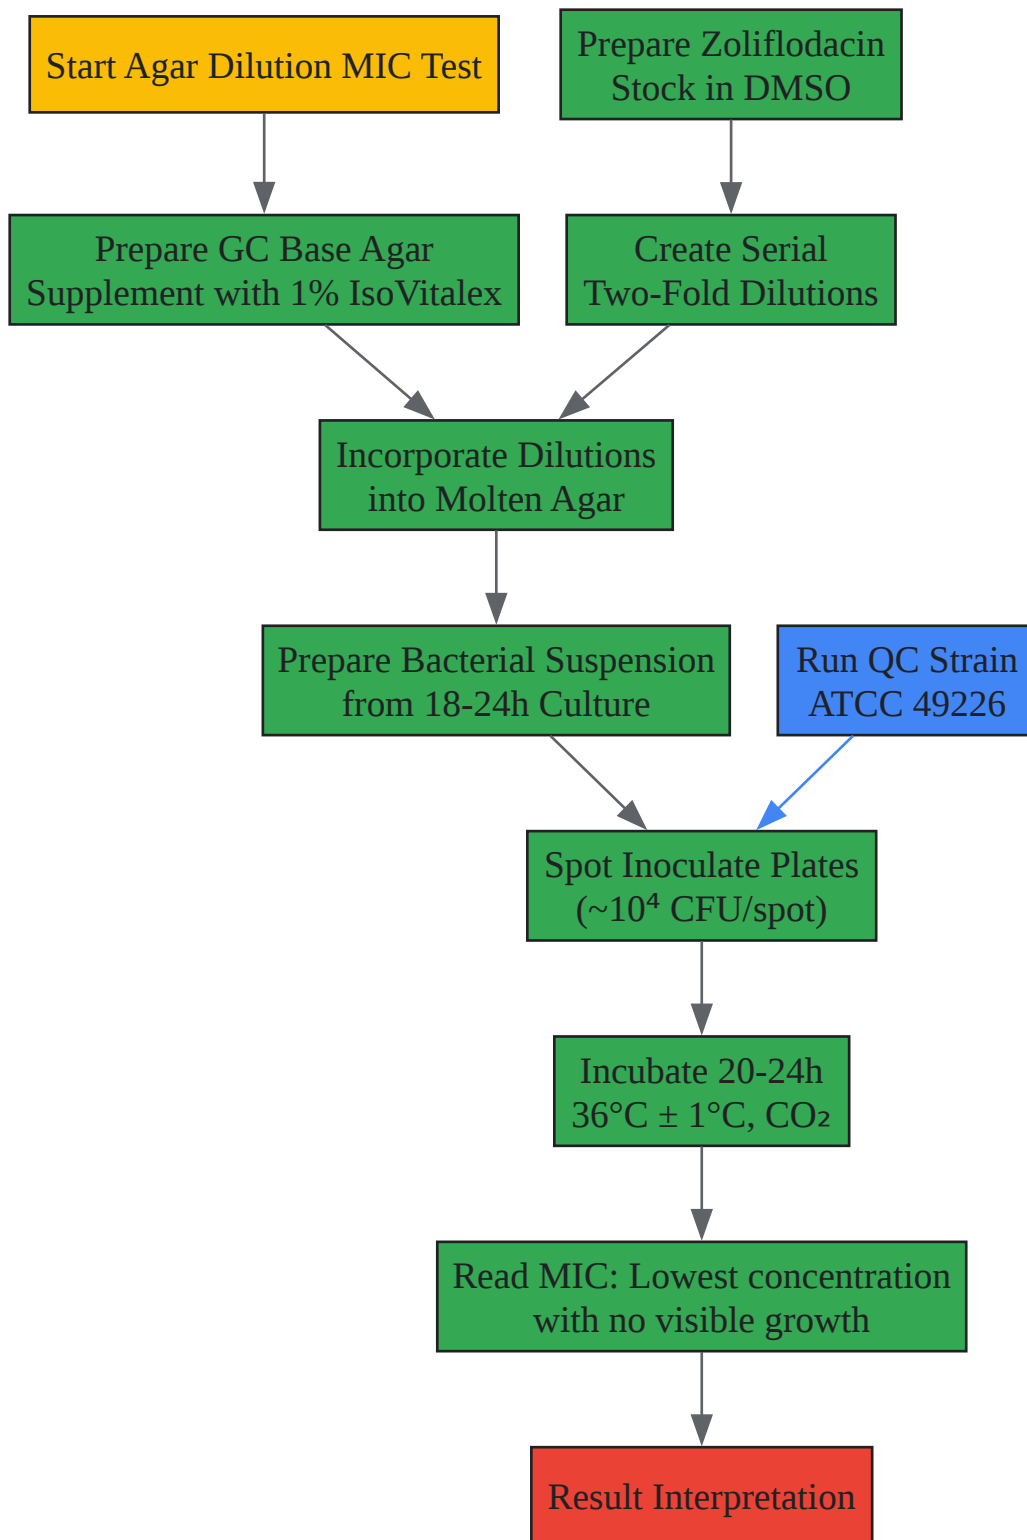 Start Agar Dilution MIC Test
Prepare Zoliflodacin
Stock in DMSO
Prepare GC Base Agar
Supplement with 1% IsoVitalex
Create Serial
Two-Fold Dilutions
Incorporate Dilutions
into Molten Agar
Prepare Bacterial Suspension
from 18-24h Culture
Run QC Strain
ATCC 49226
Spot Inoculate Plates
(~10⁴ CFU/spot)
Incubate 20-24h
36°C ± 1°C, CO₂
Read MIC: Lowest concentration
with no visible growth
Result Interpretation